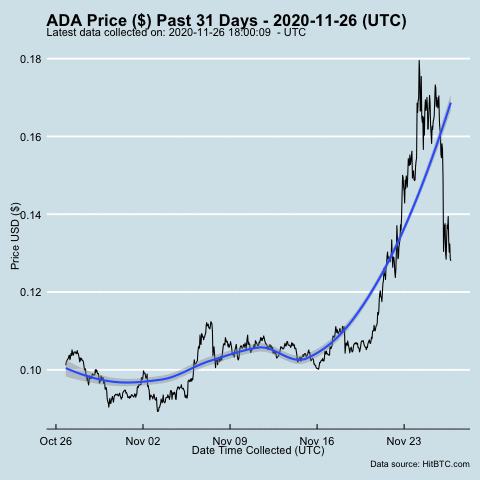 ADA Price ($) Past 31 Days - 2020-11-26 (UTC)
Latest data collected on: 2020-11-26 18:00:09 - UTC
0.18
0.16
0.14
0.12
0.10
Price USD ($)
Oct 26
Nov 02
Nov 09
Nov 16
Nov 23
Date Time Collected (UTC)
Data source: HitBTC.com